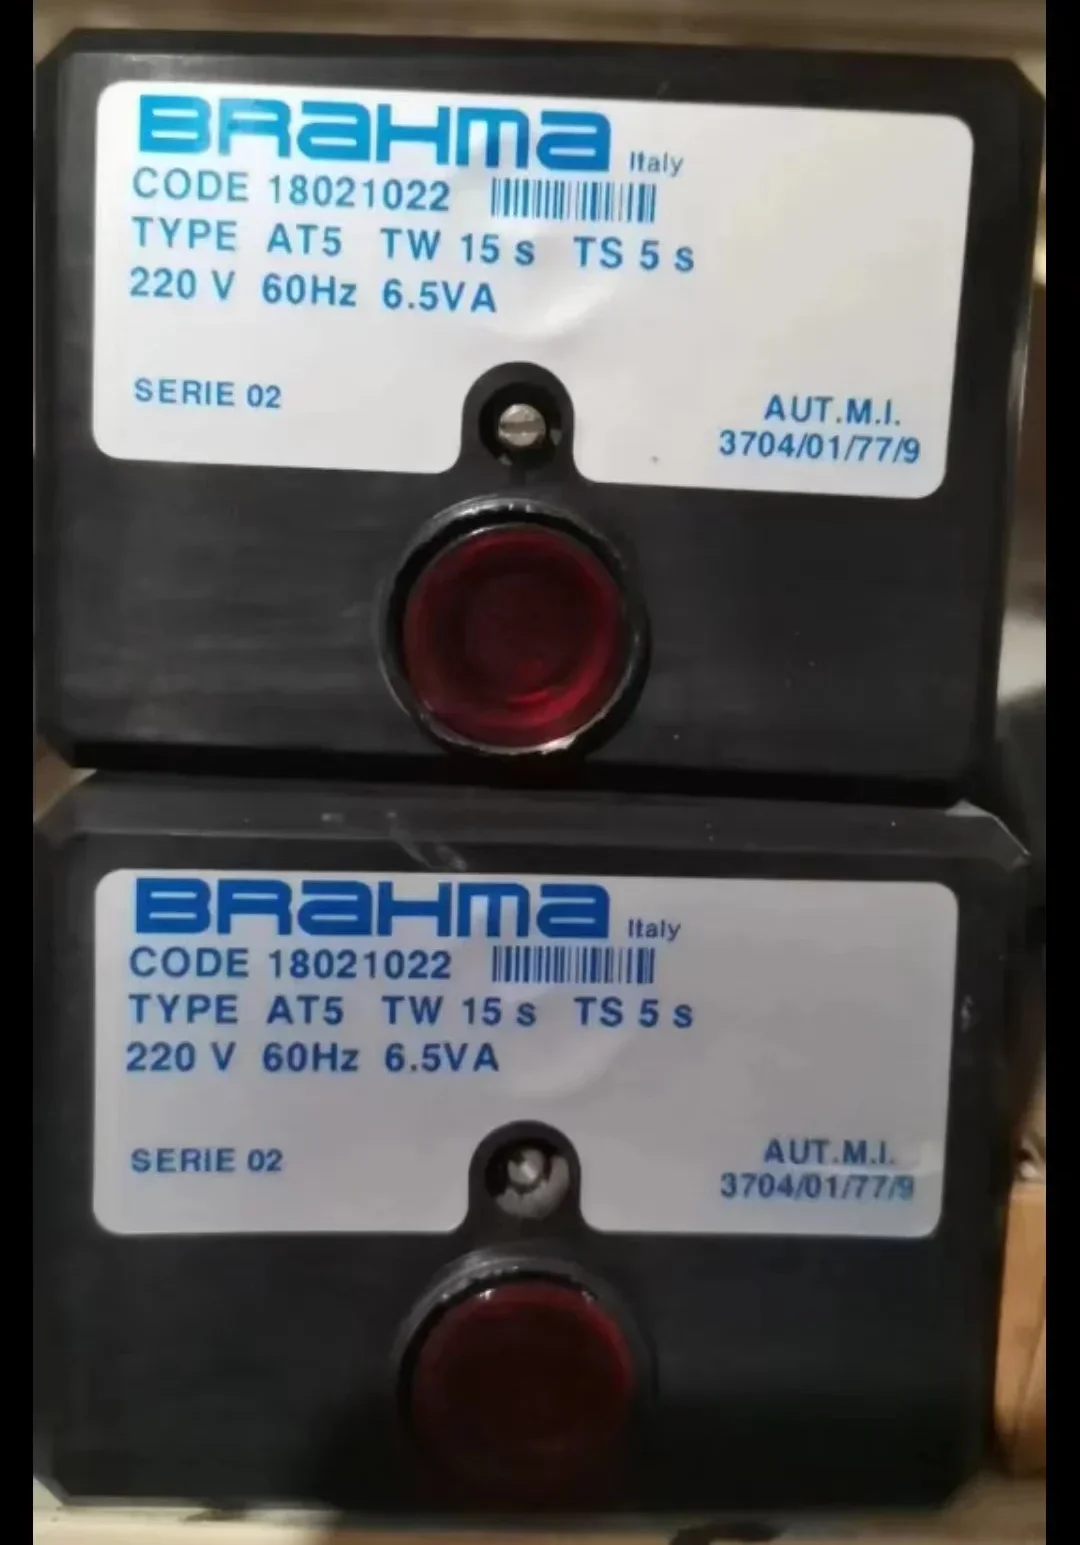 BRaHma Italy
CODE 18021022
TYPE AT5 TW 15 s TS 5 s
220 V 60Hz 6.5VA
SERIE 02
AUT.M.I.
3704/01/77/9
BRaHma Italy
CODE 18021022
TYPE AT5 TW 15 s TS 5 s
220 V 60Hz 6.5VA
SERIE 02
AUT.M.I.
3704/01/77/9